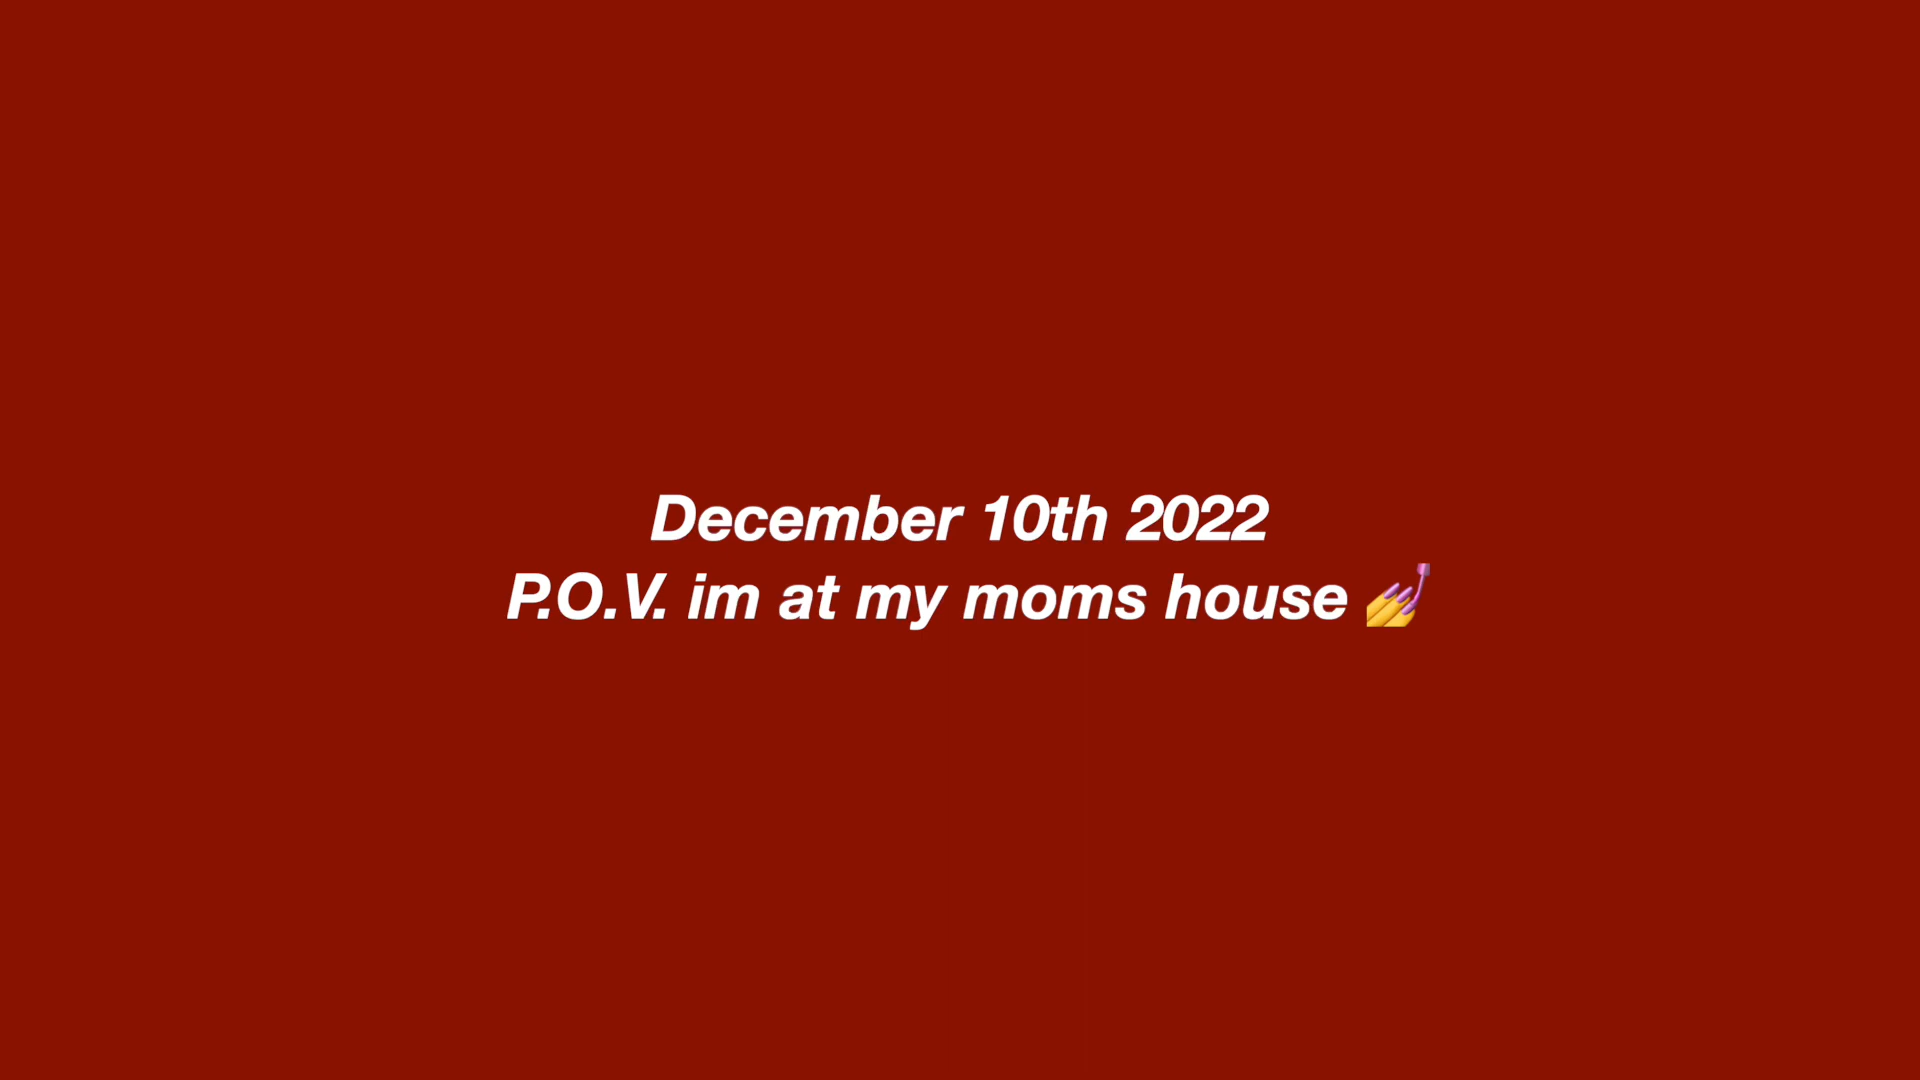 December 10th 2022
P.O.V. im at my moms house 💅